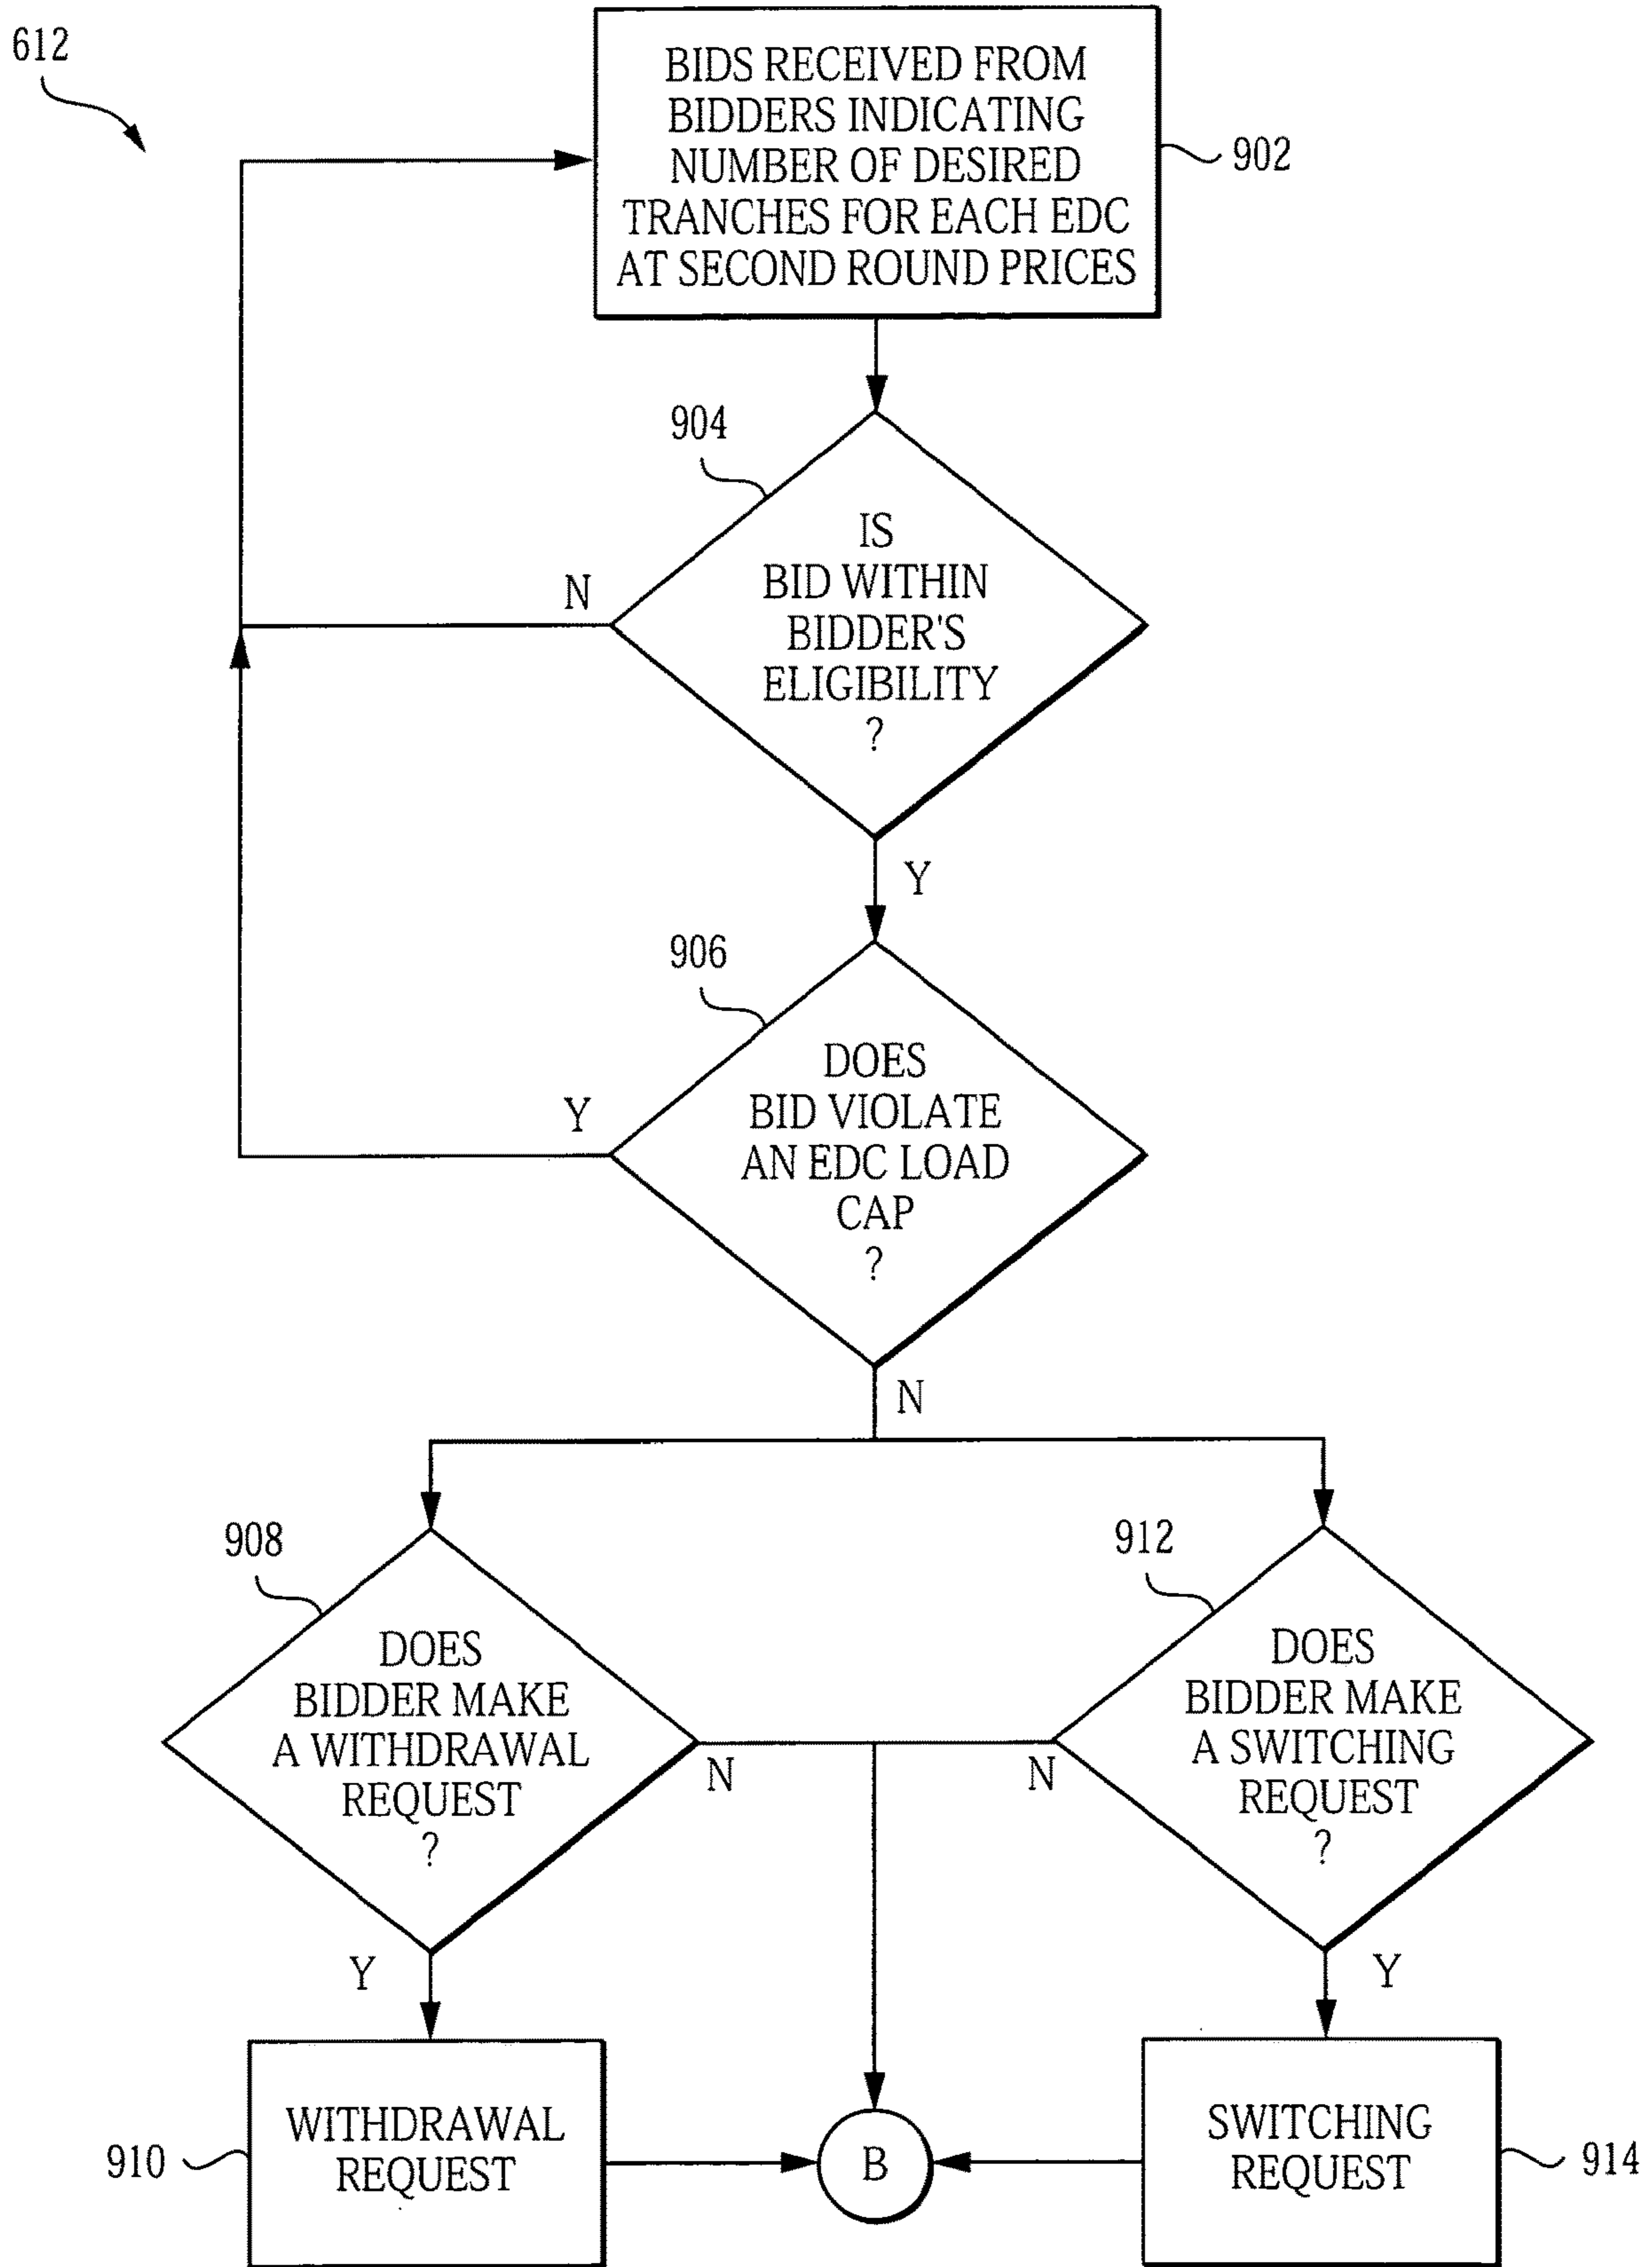 612
BIDS RECEIVED FROM
BIDDERS INDICATING
NUMBER OF DESIRED
TRANCHES FOR EACH EDC
AT SECOND ROUND PRICES
902
904
IS
BID WITHIN
BIDDER'S
ELIGIBILITY
?
N
Y
906
DOES
BID VIOLATE
AN EDC LOAD
CAP
?
Y
N
908
DOES
BIDDER MAKE
A WITHDRAWAL
REQUEST
?
N
Y
912
DOES
BIDDER MAKE
A SWITCHING
REQUEST
?
N
Y
910
WITHDRAWAL
REQUEST
B
SWITCHING
REQUEST
914